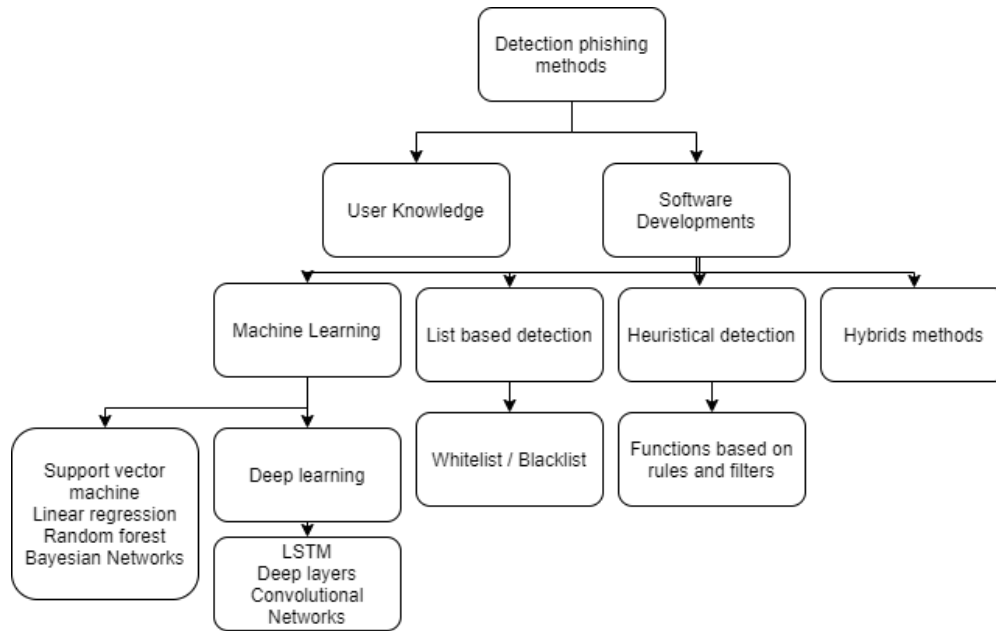 Detection phishing
methods
User Knowledge
Software
Developments
Machine Learning
List based detection
Heuristical detection
Hybrids methods
Support vector
machine
Linear regression
Random forest
Bayesian Networks
Deep learning
Whitelist / Blacklist
Functions based on
rules and filters
LSTM
Deep layers
Convolutional
Networks